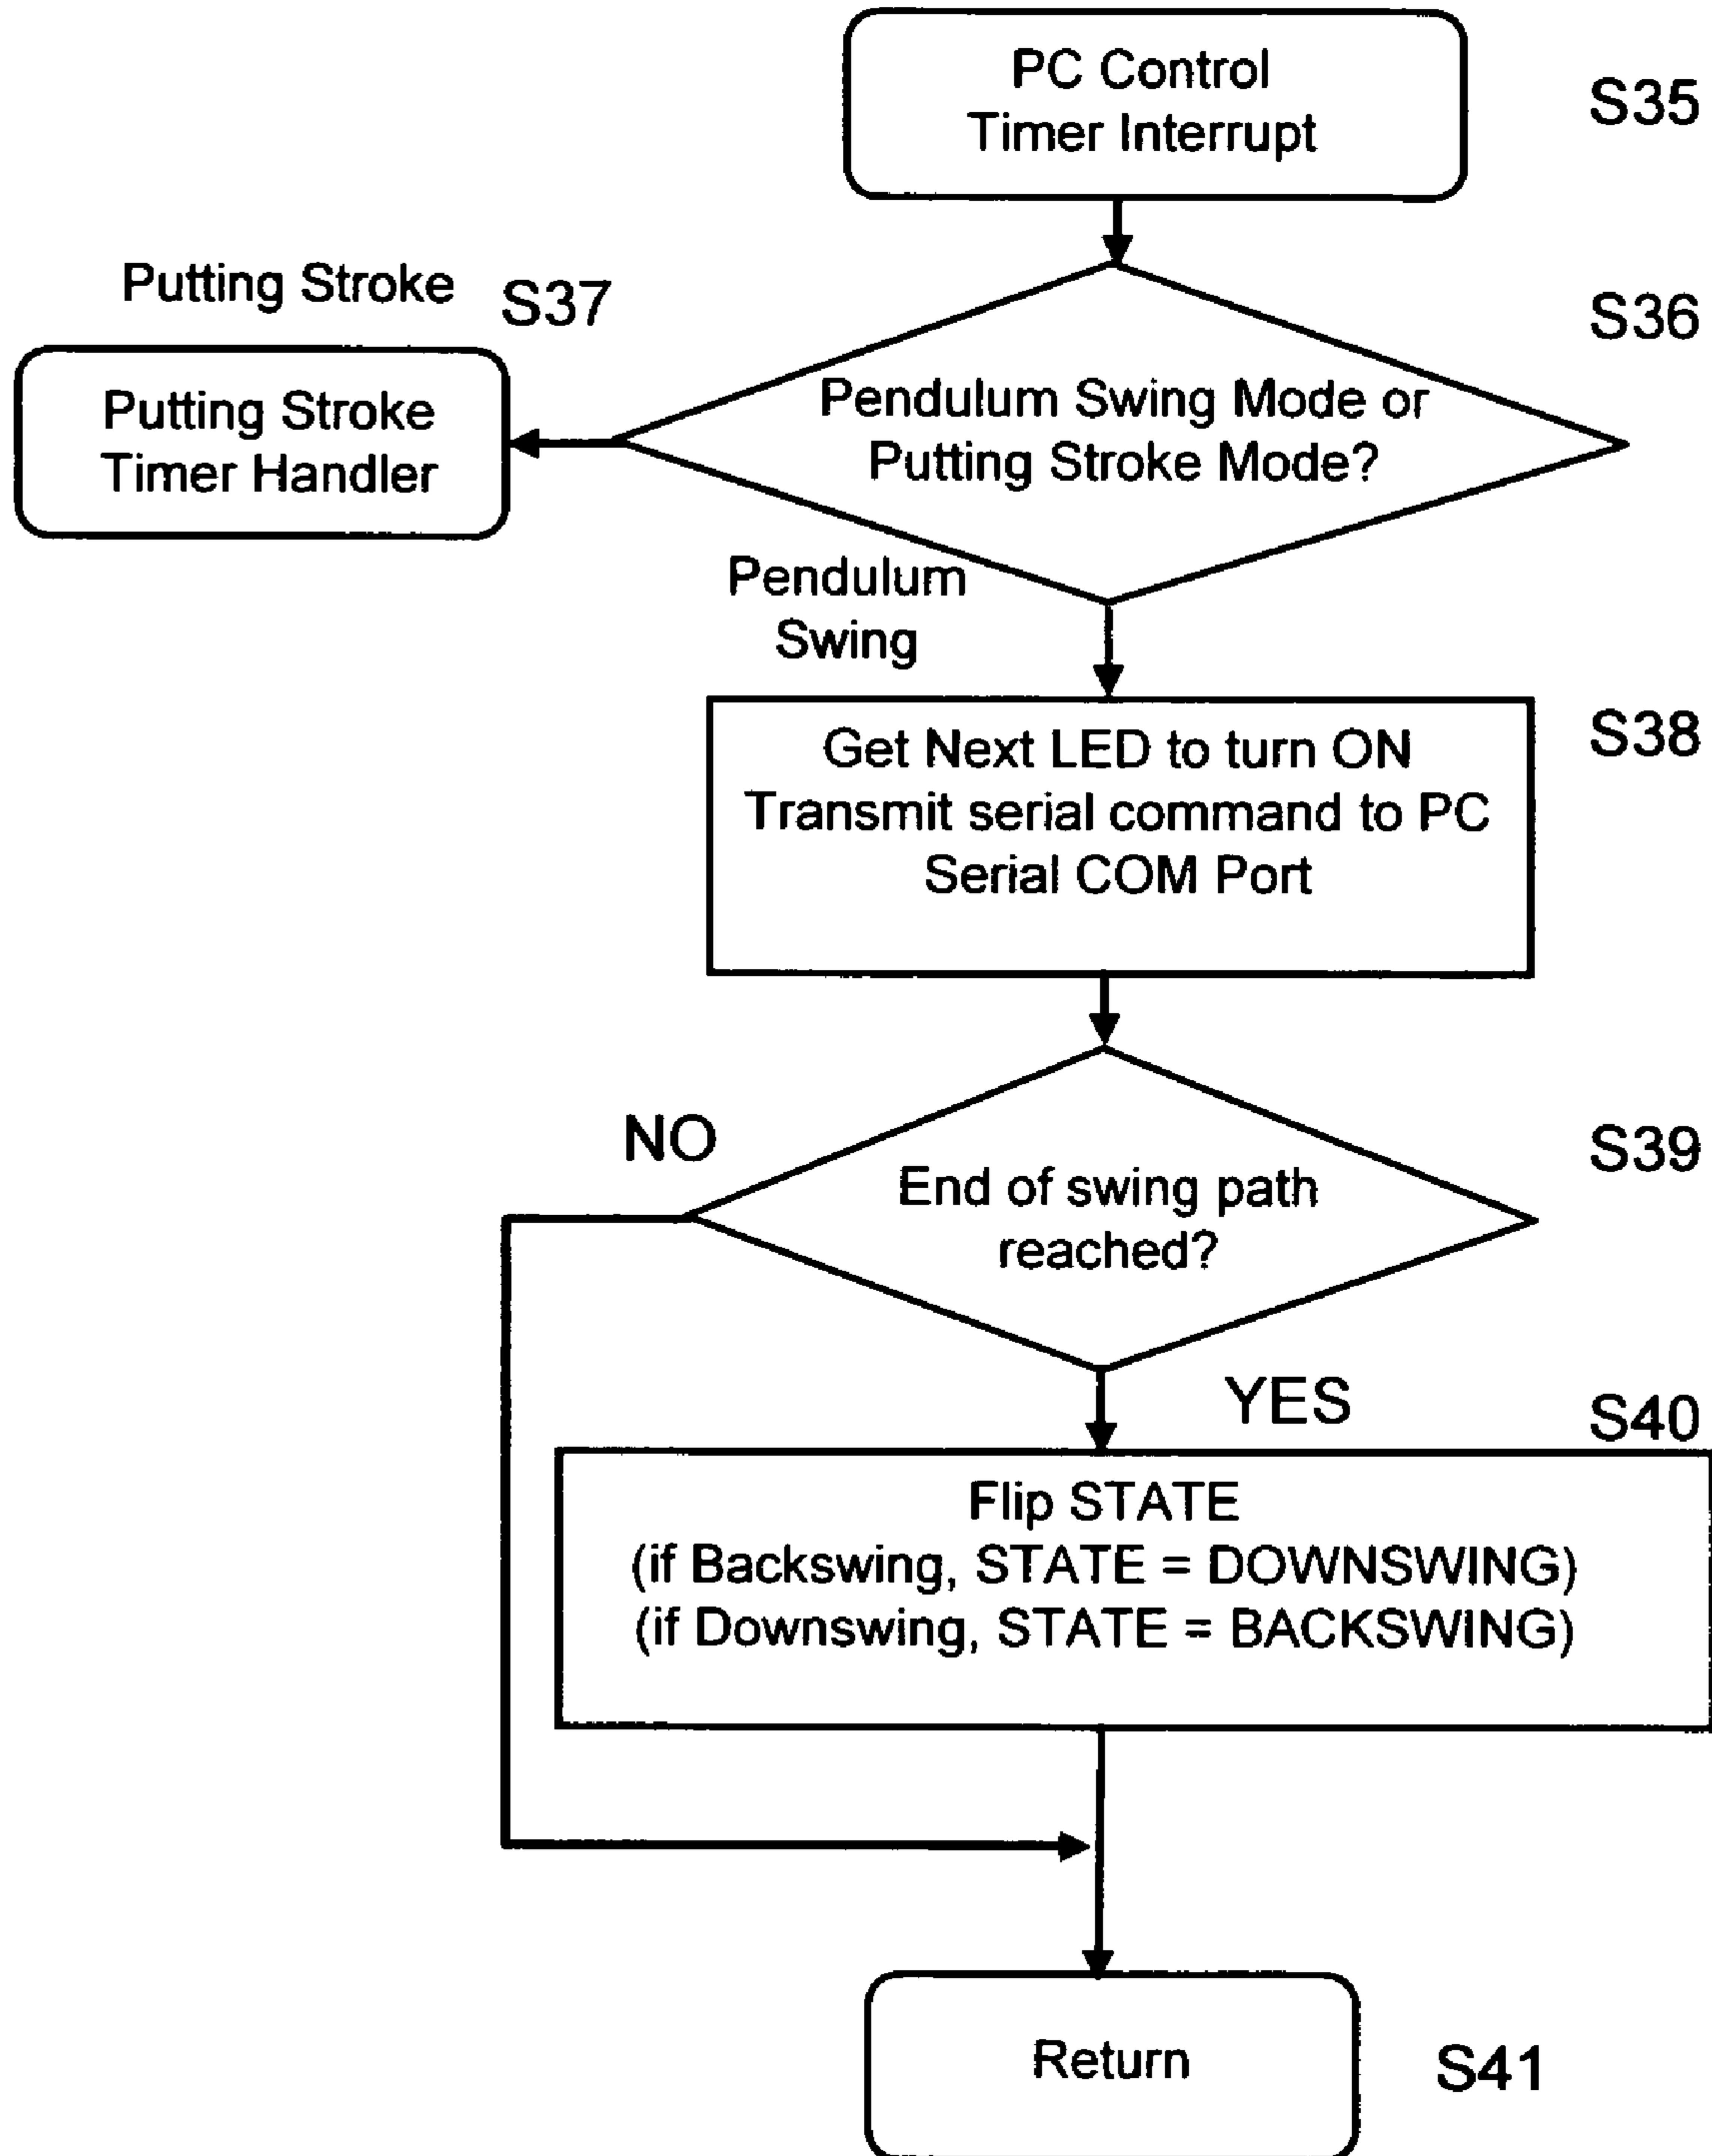 PC Control
Timer Interrupt
S35
Putting Stroke
S37
S36
Putting Stroke
Timer Handler
Pendulum Swing Mode or
Putting Stroke Mode?
Pendulum
Swing
Get Next LED to turn ON
Transmit serial command to PC
Serial COM Port
S38
NO
End of swing path
reached?
S39
YES
S40
Flip STATE
(if Backswing, STATE = DOWNSWING)
(if Downswing, STATE = BACKSWING)
Return
S41